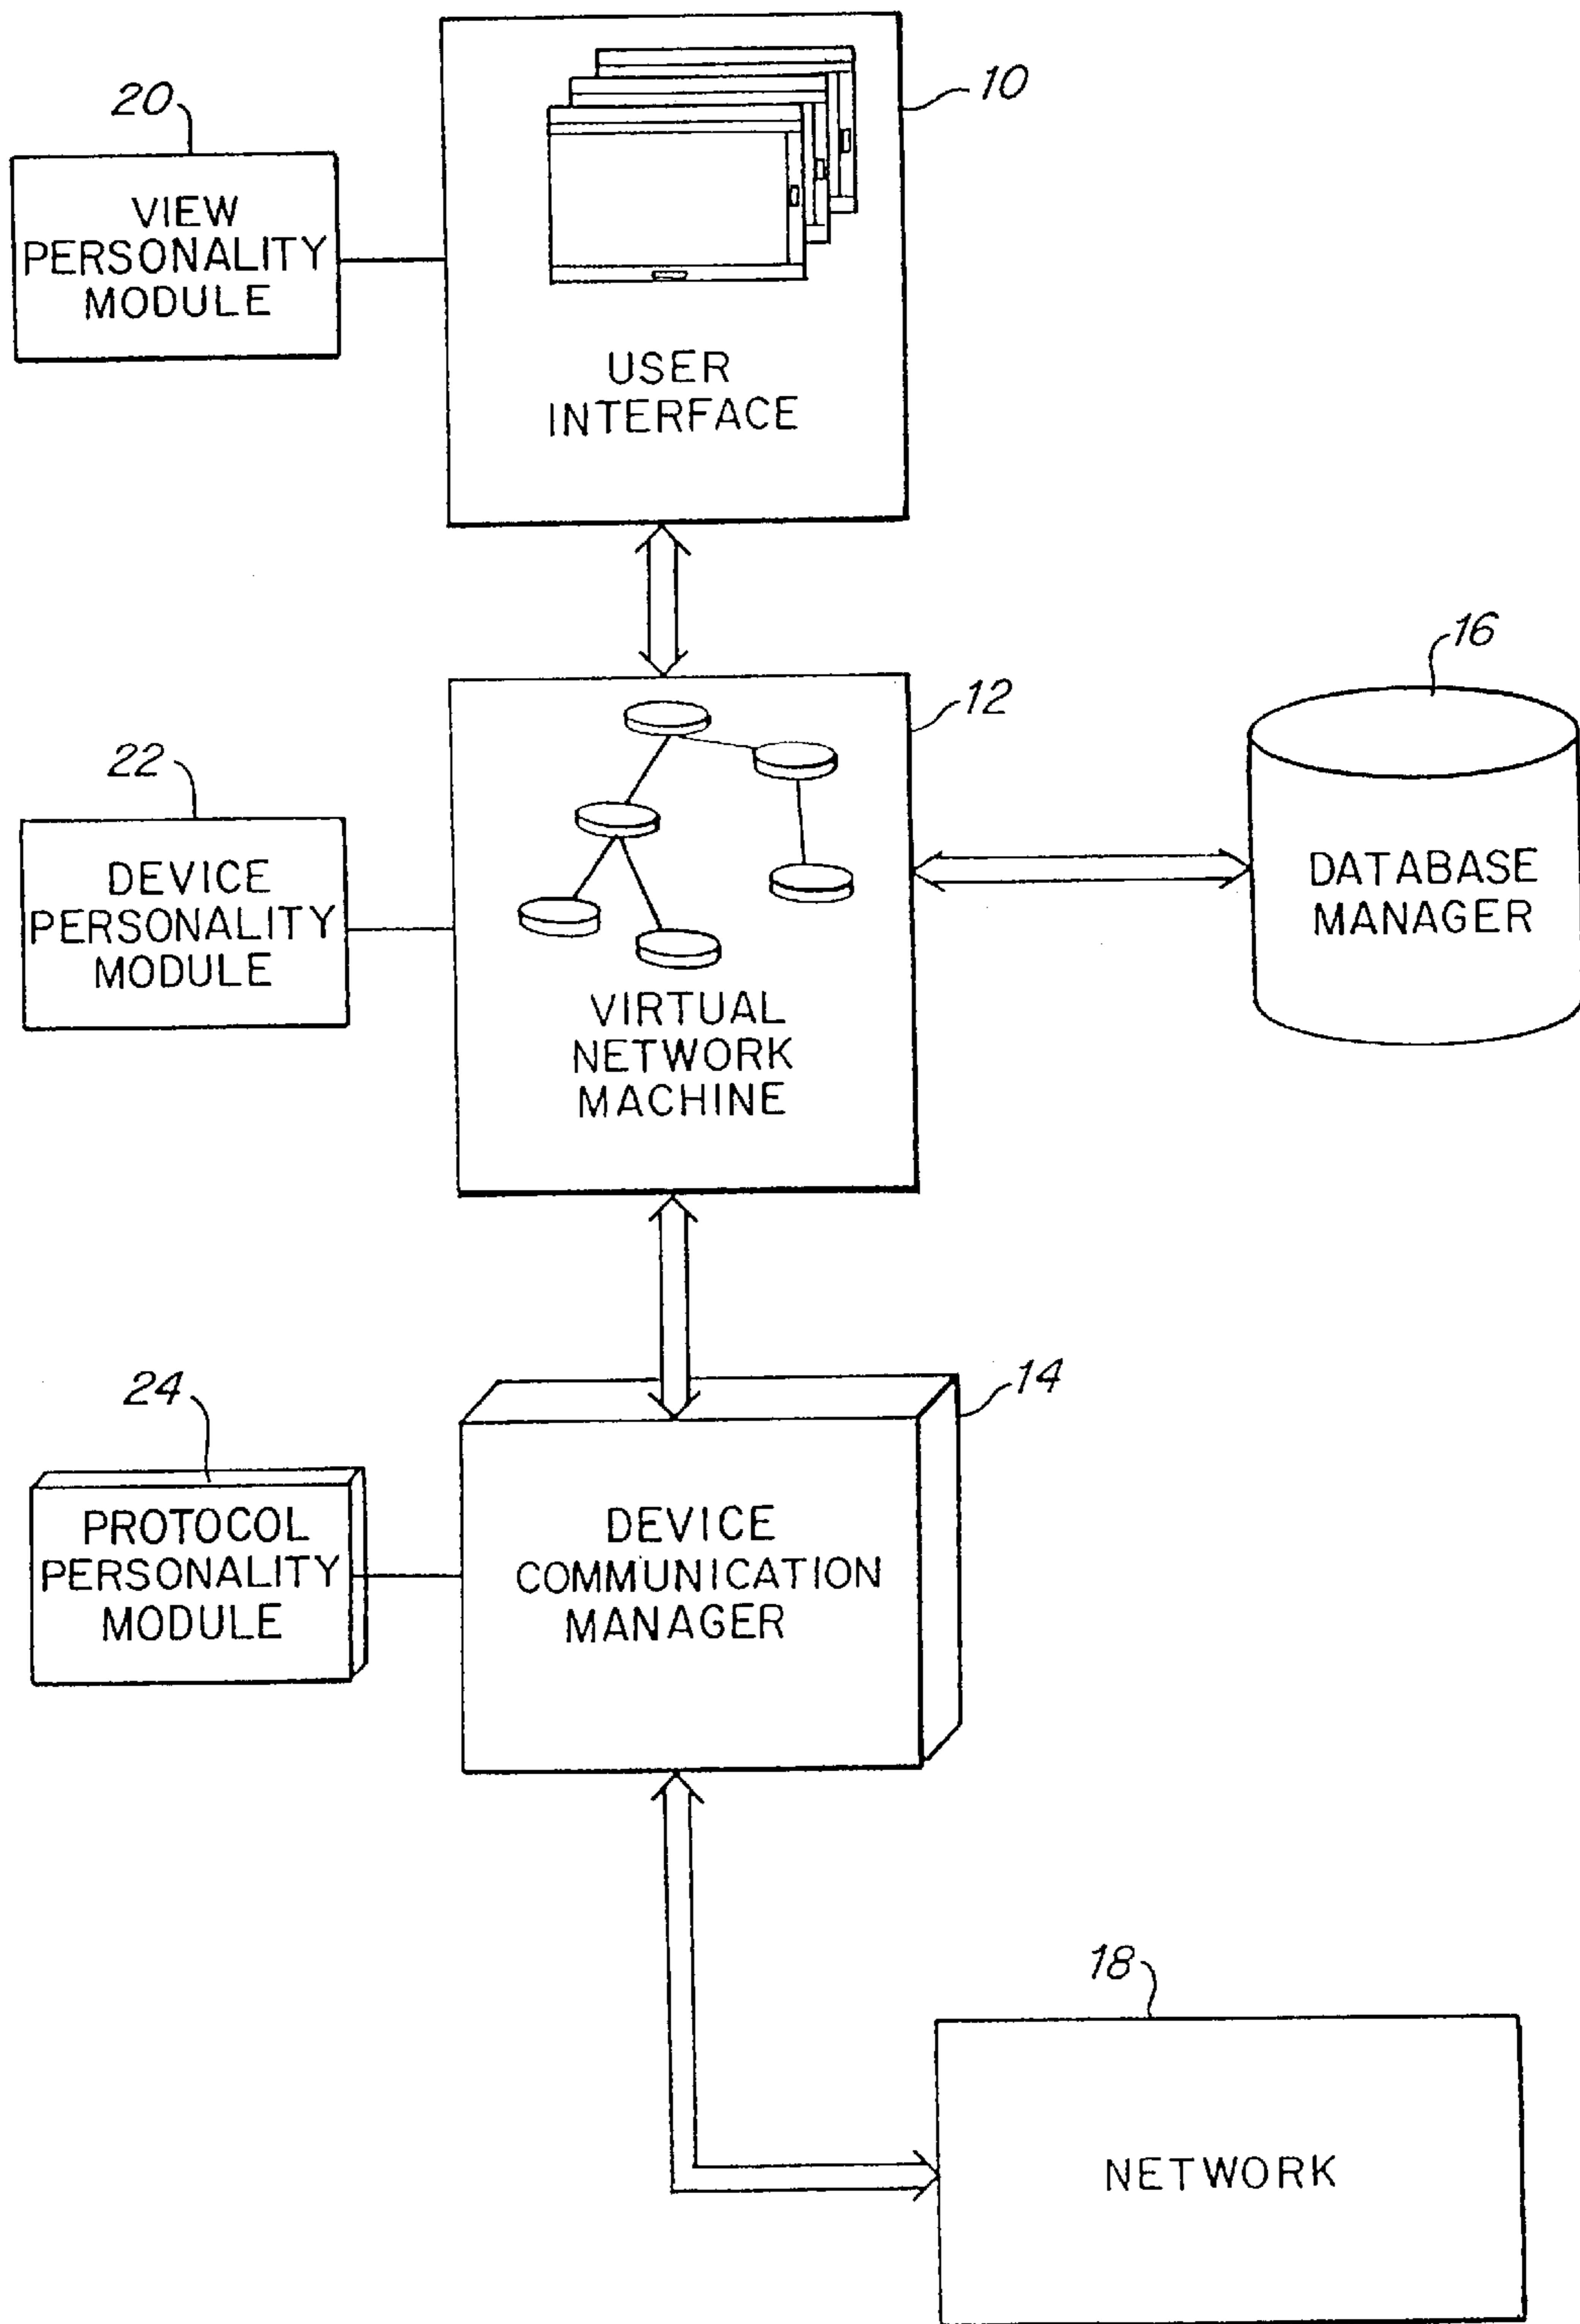 10
20
VIEW
PERSONALITY
MODULE
USER
INTERFACE
12
16
22
DEVICE
PERSONALITY
MODULE
DATABASE
MANAGER
VIRTUAL
NETWORK
MACHINE
14
24
PROTOCOL
PERSONALITY
MODULE
DEVICE
COMMUNICATION
MANAGER
18
NETWORK